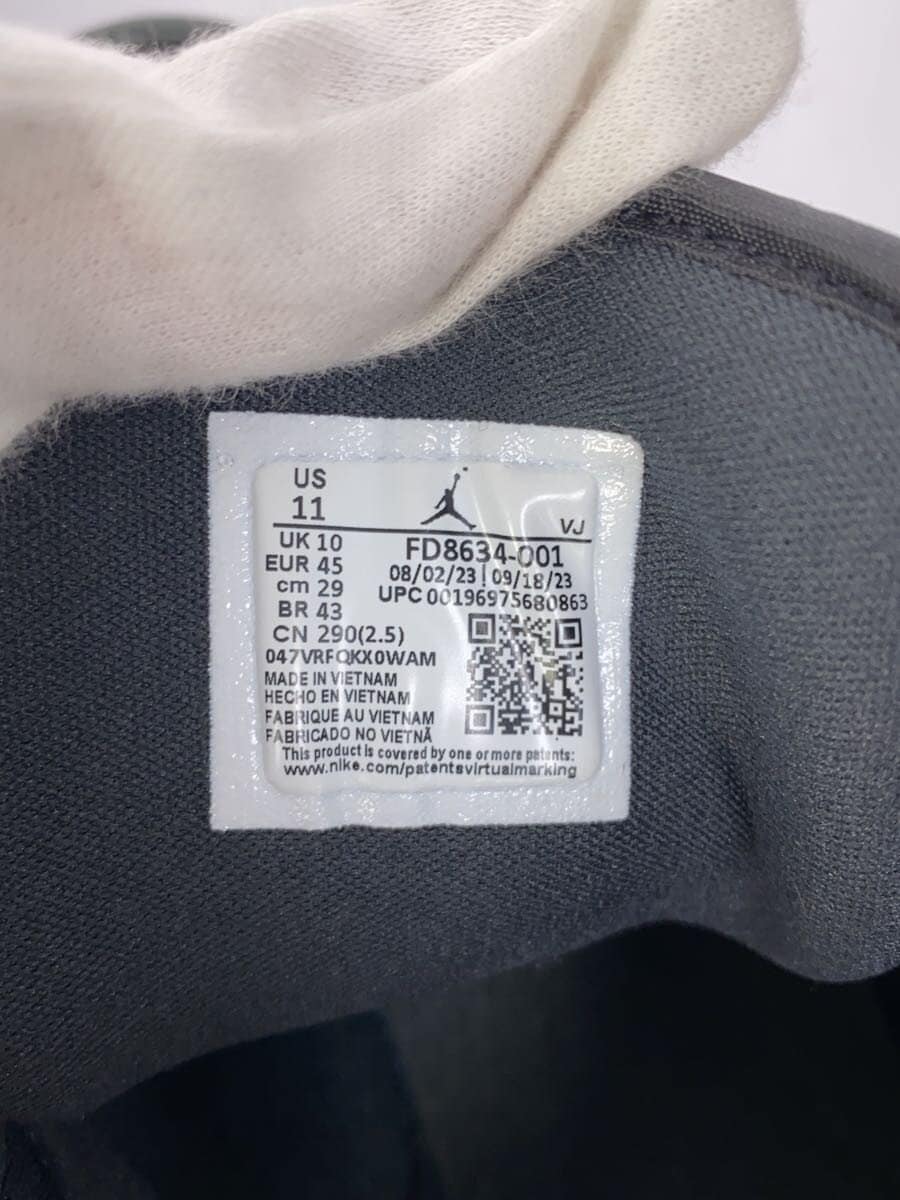 US
11
VJ
UK 10
EUR 45
cm 29
BR 43
CN 290(2.5)
FD8634-001
08/02/23 | 09/18/23
UPC 00196975680863
047VRFQKX0WAM
MADE IN VIETNAM
HECHO EN VIETNAM
FABRIQUE AU VIETNAM
FABRICADO NO VIETNÃ
This product is covered by one or more patents:
www.nike.com/patentsvirtualmarking